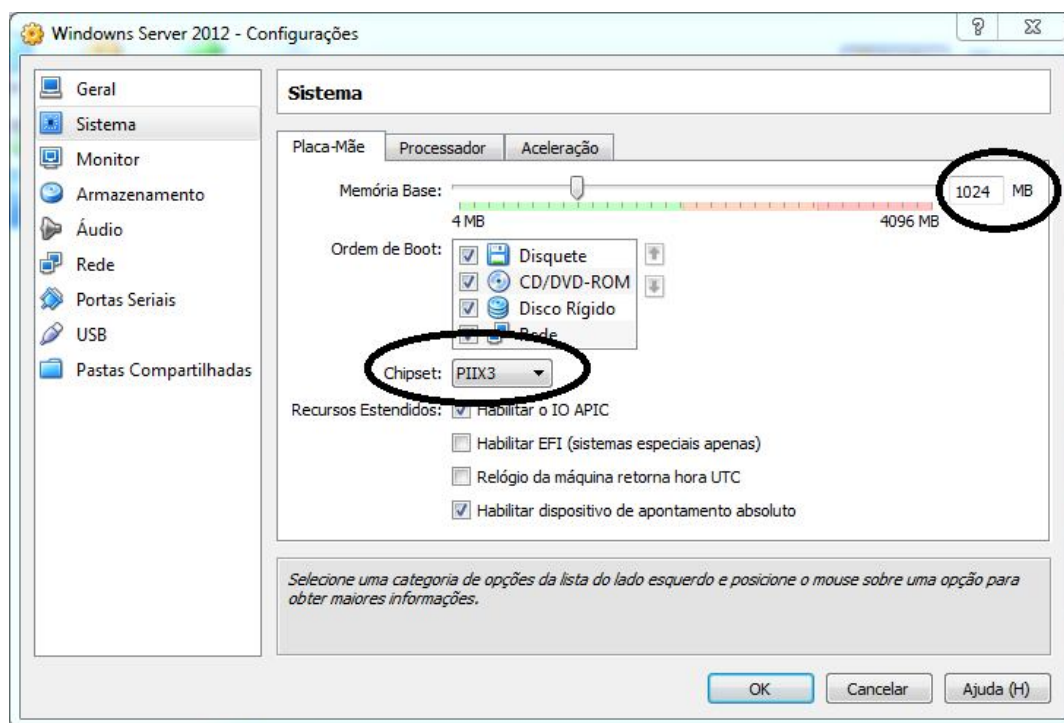 Windowns Server 2012 - Configurações
Geral
Sistema
Monitor
Armazenamento
Áudio
Rede
Portas Seriais
USB
Pastas Compartilhadas
Sistema
Placa-Mãe Processador Aceleração
Memória Base: 1024 MB
4 MB 4096 MB
Ordem de Boot: Disquete
CD/DVD-ROM
Disco Rígido
Rede
Chipset: PIIX3
Recursos Estendidos: Habilitar o IO APIC
Habilitar EFI (sistemas especiais apenas)
Relógio da máquina retorna hora UTC
Habilitar dispositivo de apontamento absoluto
Selecione uma categoria de opções da lista do lado esquerdo e posicione o mouse sobre uma opção para
obter maiores informações.
OK Cancelar Ajuda (H)